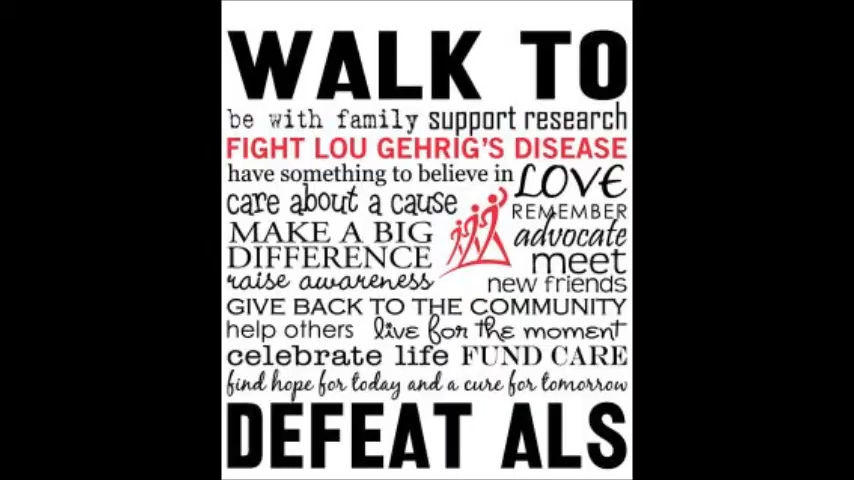 WALK TO
be with family support research
FIGHT LOU GEHRIG'S DISEASE
have something to believe in LOVE
care about a cause REMEMBER
MAKE A BIG advocate
DIFFERENCE meet
raise awareness new friends
GIVE BACK TO THE COMMUNITY
help others live for the moment
celebrate life FUND CARE
find hope for today and a cure for tomorrow
DEFEAT ALS